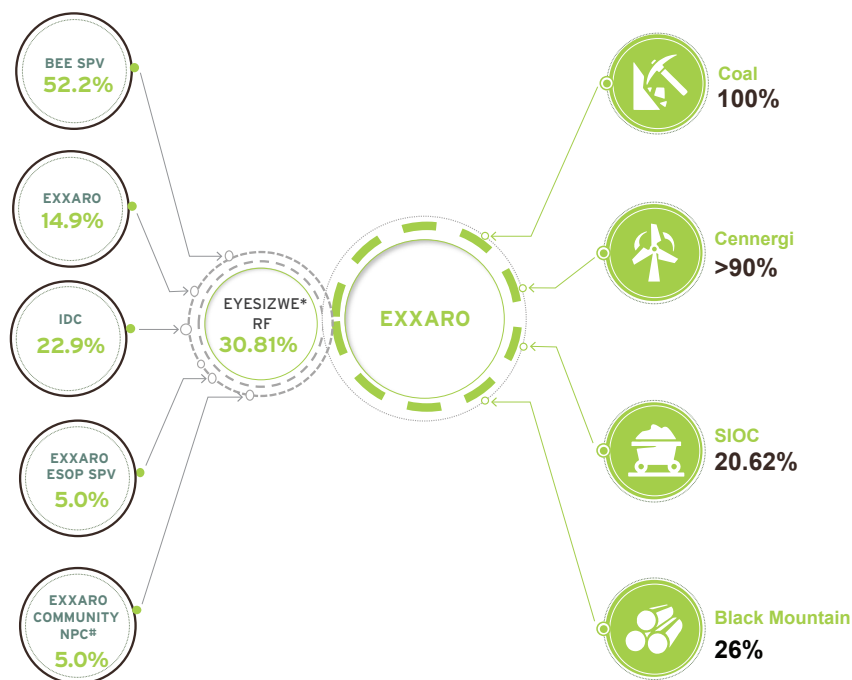 BEE SPV
52.2%
EXXARO
14.9%
IDC
22.9%
EXXARO
ESOP SPV
5.0%
EXXARO
COMMUNITY
NPC#
5.0%
EYESIZWE*
RF
30.81%
EXXARO
Coal
100%
Cennergi
>90%
SIOC
20.62%
Black Mountain
26%